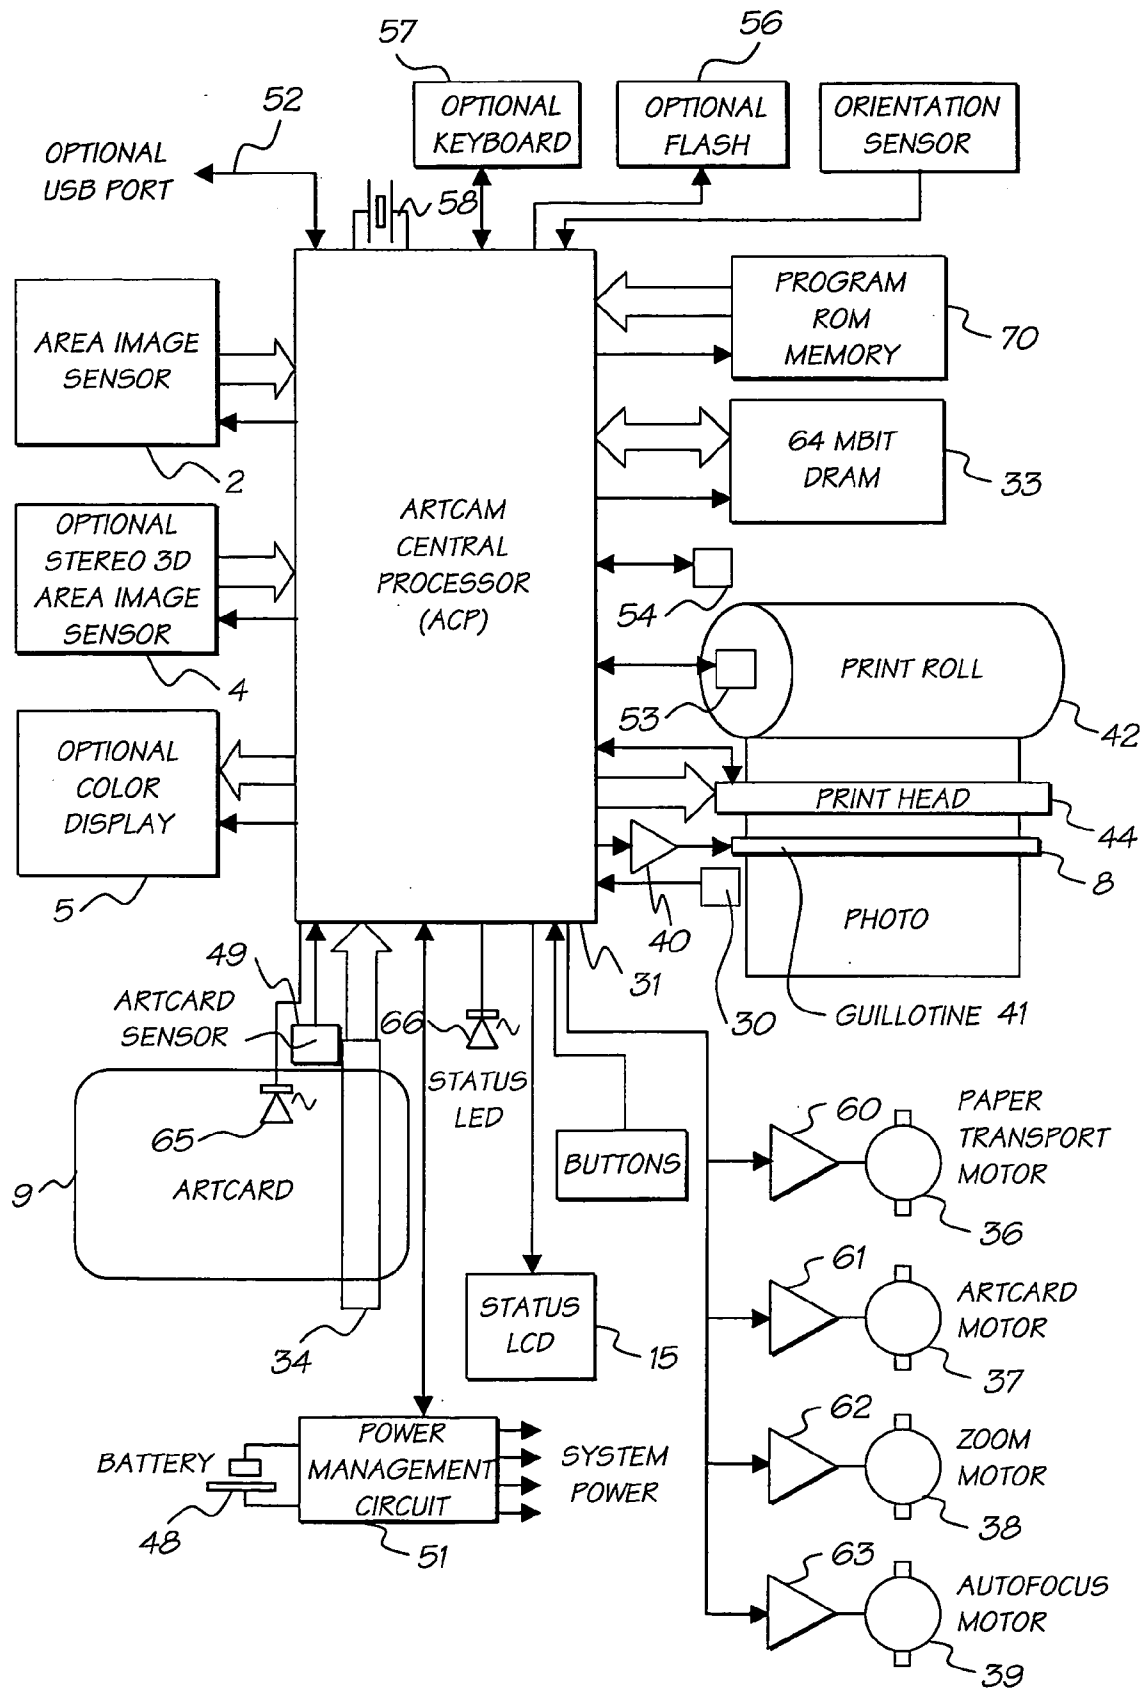 57
56
52
OPTIONAL
KEYBOARD
OPTIONAL
FLASH
ORIENTATION
SENSOR
OPTIONAL
USB PORT
58
AREA IMAGE
SENSOR
2
PROGRAM
ROM
MEMORY
70
64 MBIT
DRAM
33
OPTIONAL
STEREO 3D
AREA IMAGE
SENSOR
4
ARTCAM
CENTRAL
PROCESSOR
(ACP)
54
PRINT ROLL
53
42
OPTIONAL
COLOR
DISPLAY
5
PRINT HEAD
44
8
40
PHOTO
31
30
GUILLOTINE 41
49
ARTCARD
SENSOR
66
STATUS
LED
65
9
ARTCARD
34
BUTTONS
STATUS
LCD
15
60
PAPER
TRANSPORT
MOTOR
36
61
ARTCARD
MOTOR
37
62
ZOOM
MOTOR
38
63
AUTOFOCUS
MOTOR
39
BATTERY
48
POWER
MANAGEMENT
CIRCUIT
51
SYSTEM
POWER